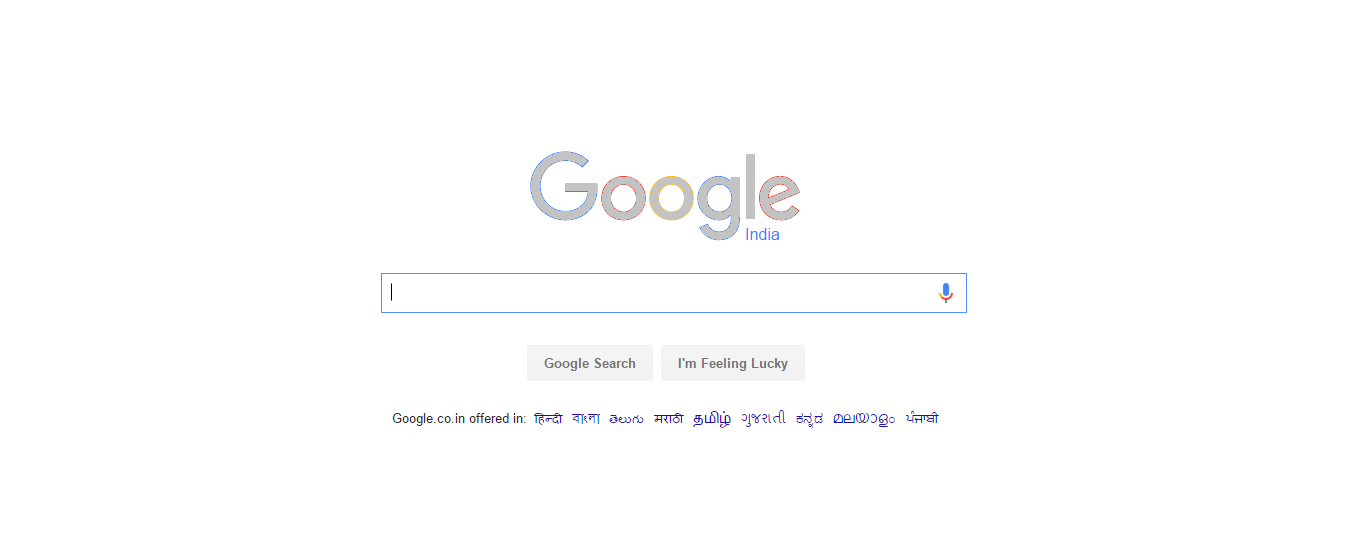 Google
India
Google Search I'm Feeling Lucky
Google.co.in offered in: हिन्दी বাংলা తెలుగు मराठी தமிழ் ગુજરાતી ಕನ್ನಡ മലയാളം ਪੰਜਾਬੀ